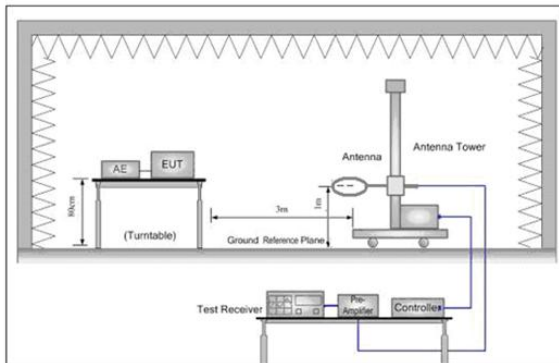 Antenna Tower
Antenna
AE
EUT
80cm
(Turntable)
3m
1m
Ground Reference Plane
Test Receiver
Pre-
Amplifier
Controller